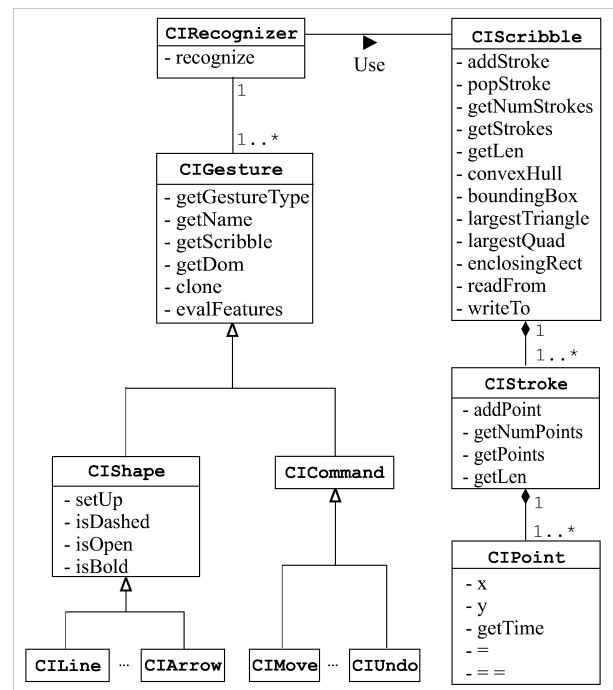 CIRecognizer
- recognize
Use
1
1..*
CIGesture
- getGestureType
- getName
- getScribble
- getDom
- clone
- evalFeatures
CIShape
- setUp
- isDashed
- isOpen
- isBold
CICommand
CILine ... CIArrow
CIMove ... CIUndo
CIScribble
- addStroke
- popStroke
- getNumStrokes
- getStrokes
- getLen
- convexHull
- boundingBox
- largestTriangle
- largestQuad
- enclosingRect
- readFrom
- writeTo
1
1..*
CIStroke
- addPoint
- getNumPoints
- getPoints
- getLen
1
1..*
CIPoint
- x
- y
- getTime
- =
- = =